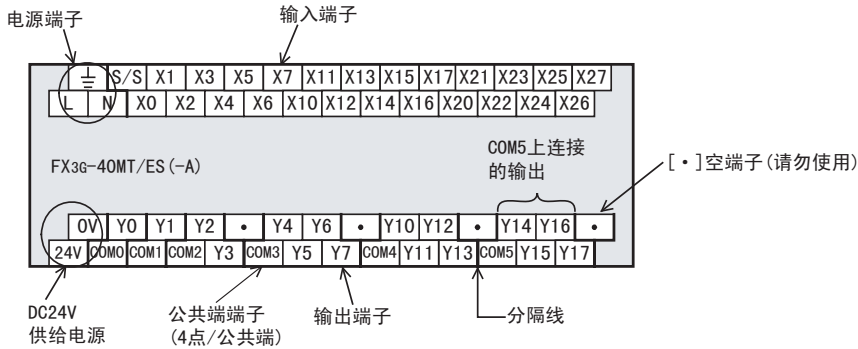 电源端子
输入端子
⏚ S/S X1 X3 X5 X7 X11 X13 X15 X17 X21 X23 X25 X27
L N X0 X2 X4 X6 X10 X12 X14 X16 X20 X22 X24 X26
FX3G-40MT/ES(-A)
COM5上连接
的输出
[・]空端子(请勿使用)
0V Y0 Y1 Y2 • Y4 Y6 • Y10 Y12 • Y14 Y16 •
24V COM0 COM1 COM2 Y3 COM3 Y5 Y7 COM4 Y11 Y13 COM5 Y15 Y17
DC24V
供给电源
公共端端子
(4点/公共端)
输出端子
分隔线